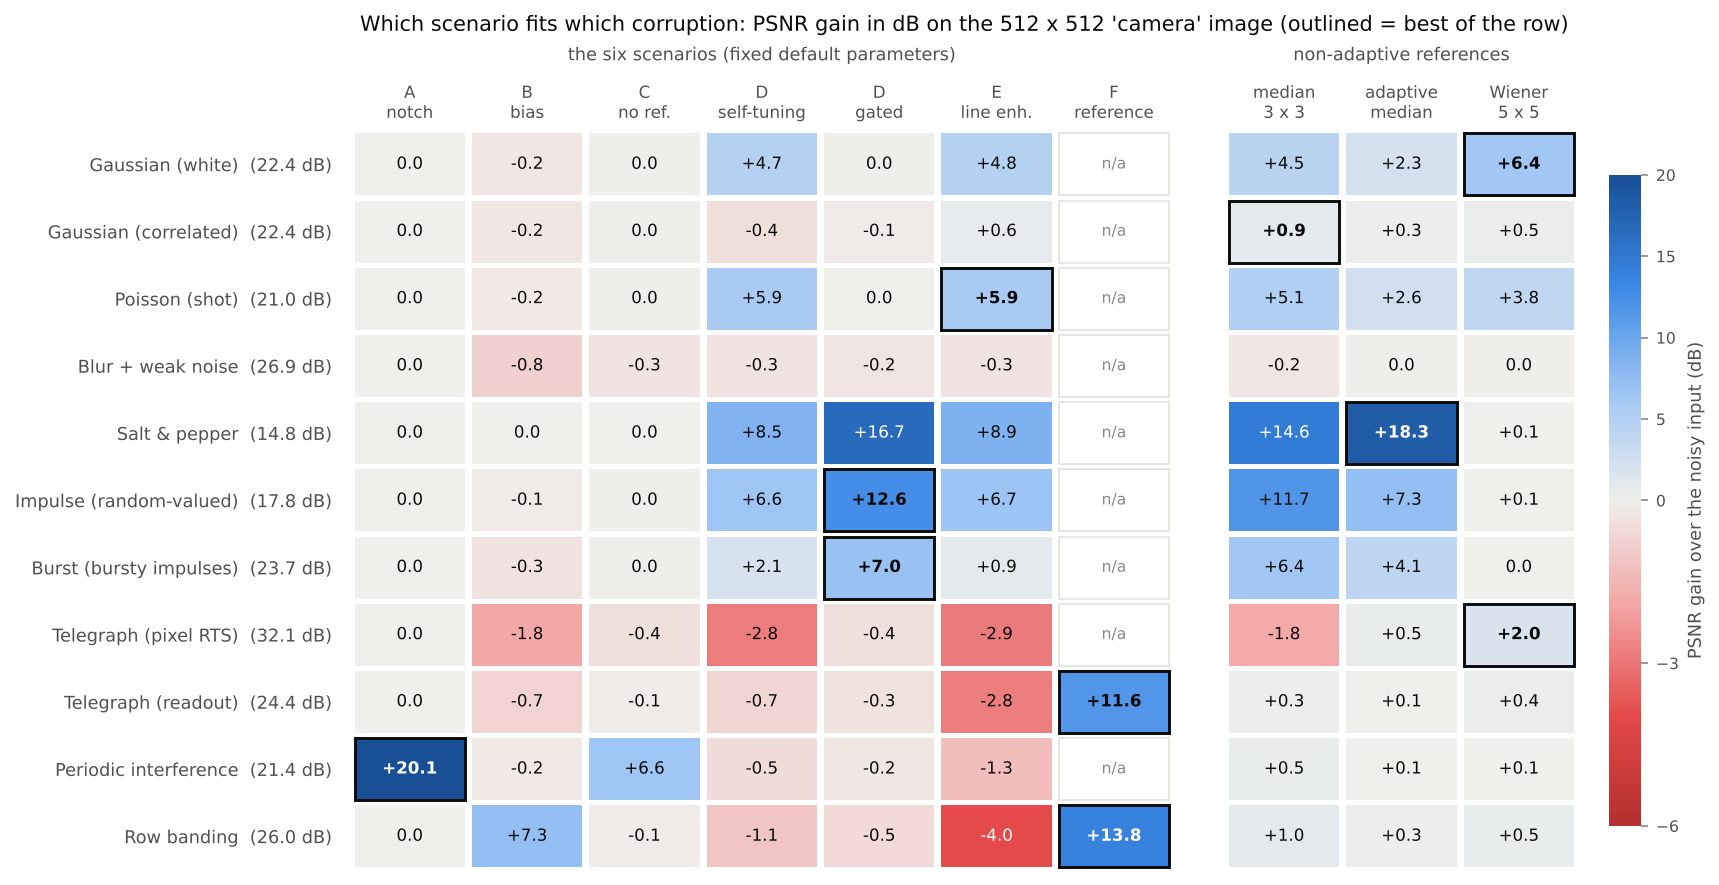 Which scenario fits which corruption: PSNR gain in dB on the 512 x 512 'camera' image (outlined = best of the row)
the six scenarios (fixed default parameters) non-adaptive references
A B C D D E F median adaptive Wiener
notch bias no ref. self-tuning gated line enh. reference 3 x 3 median 5 x 5
Gaussian (white) (22.4 dB) 0.0 -0.2 0.0 +4.7 0.0 +4.8 n/a +4.5 +2.3 +6.4
Gaussian (correlated) (22.4 dB) 0.0 -0.2 0.0 -0.4 -0.1 +0.6 n/a +0.9 +0.3 +0.5
Poisson (shot) (21.0 dB) 0.0 -0.2 0.0 +5.9 0.0 +5.9 n/a +5.1 +2.6 +3.8
Blur + weak noise (26.9 dB) 0.0 -0.8 -0.3 -0.3 -0.2 -0.3 n/a -0.2 0.0 0.0
Salt & pepper (14.8 dB) 0.0 0.0 0.0 +8.5 +16.7 +8.9 n/a +14.6 +18.3 +0.1
Impulse (random-valued) (17.8 dB) 0.0 -0.1 0.0 +6.6 +12.6 +6.7 n/a +11.7 +7.3 +0.1
Burst (bursty impulses) (23.7 dB) 0.0 -0.3 0.0 +2.1 +7.0 +0.9 n/a +6.4 +4.1 0.0
Telegraph (pixel RTS) (32.1 dB) 0.0 -1.8 -0.4 -2.8 -0.4 -2.9 n/a -1.8 +0.5 +2.0
Telegraph (readout) (24.4 dB) 0.0 -0.7 -0.1 -0.7 -0.3 -2.8 +11.6 +0.3 +0.1 +0.4
Periodic interference (21.4 dB) +20.1 -0.2 +6.6 -0.5 -0.2 -1.3 n/a +0.5 +0.1 +0.1
Row banding (26.0 dB) 0.0 +7.3 -0.1 -1.1 -0.5 -4.0 +13.8 +1.0 +0.3 +0.5
20
15
10
5
0
−3
−6
PSNR gain over the noisy input (dB)